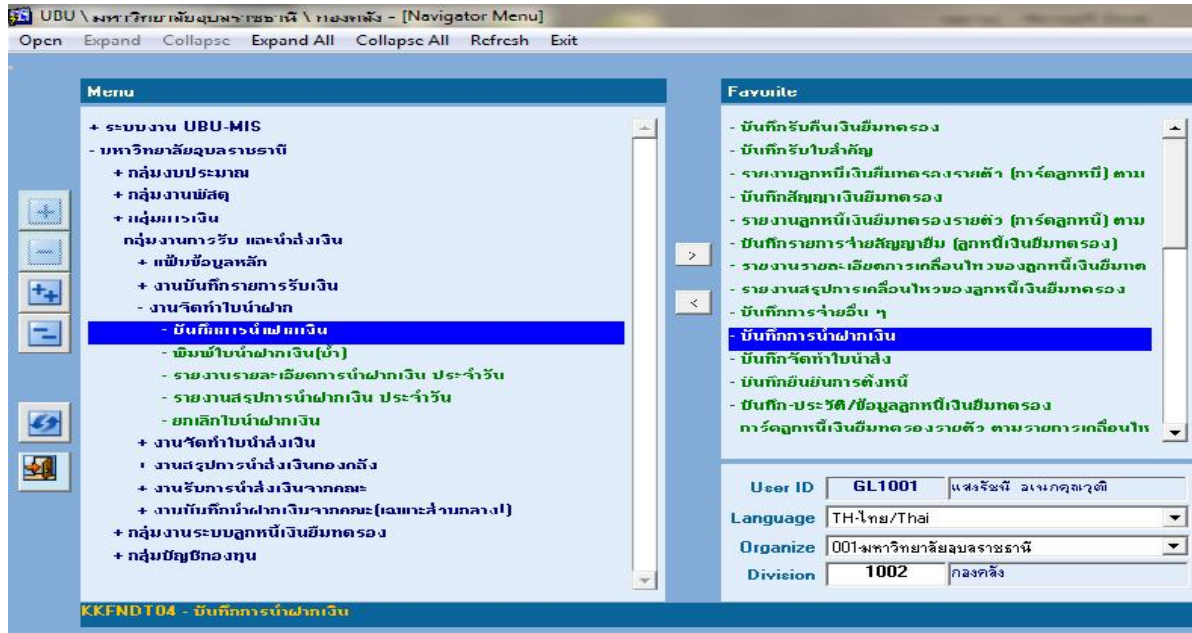 UBU \ มหาวิทยาลัยอุบลราชธานี \ กองคลัง - [Navigator Menu]
Open Expand Collapse Expand All Collapse All Refresh Exit
Menu
+ ระบบงาน UBU-MIS
- มหาวิทยาลัยอุบลราชธานี
+ กลุ่มงบประมาณ
+ กลุ่มงานพัสดุ
+ กลุ่มการเงิน
กลุ่มงานการรับ และนำส่งเงิน
+ แฟ้มข้อมูลหลัก
+ งานบันทึกรายการรับเงิน
- งานจัดทำใบนำฝาก
- บันทึกการนำฝากเงิน
- พิมพ์ใบนำฝากเงิน(ซ้ำ)
- รายงานรายละเอียดการนำฝากเงิน ประจำวัน
- รายงานสรุปการนำฝากเงิน ประจำวัน
- ยกเลิกใบนำฝากเงิน
+ งานจัดทำใบนำส่งเงิน
+ งานสรุปการนำส่งเงินกองคลัง
+ งานรับการนำส่งเงินจากคณะ
+ งานบันทึกนำฝากเงินจากคณะ(เฉพาะส่วนกลาง!)
+ กลุ่มงานระบบลูกหนี้เงินยืมทดรอง
+ กลุ่มบัญชีกองทุน
KKFNDT04 - บันทึกการนำฝากเงิน
>
<
Favorite
- บันทึกรับคืนเงินยืมทดรอง
- บันทึกรับใบสำคัญ
- รายงานลูกหนี้เงินยืมทดรองรายตัว (การ์ดลูกหนี้) ตาม
- บันทึกสัญญาเงินยืมทดรอง
- รายงานลูกหนี้เงินยืมทดรองรายตัว (การ์ดลูกหนี้) ตาม
- บันทึกรายการจ่ายสัญญายืม (ลูกหนี้เงินยืมทดรอง)
- รายงานรายละเอียดการเคลื่อนไหวของลูกหนี้เงินยืมทด
- รายงานสรุปการเคลื่อนไหวของลูกหนี้เงินยืมทดรอง
- บันทึกการจ่ายอื่น ๆ
- บันทึกการนำฝากเงิน
- บันทึกจัดทำใบนำส่ง
- บันทึกยืนยันการตั้งหนี้
- บันทึก-ประวัติ/ข้อมูลลูกหนี้เงินยืมทดรอง
การ์ดลูกหนี้เงินยืมทดรองรายตัว ตามรายการเคลื่อนไห
User ID GL1001
Language TH-ไทย/Thai
Organize 001-มหาวิทยาลัยอุบลราชธานี
Division 1002 กองคลัง